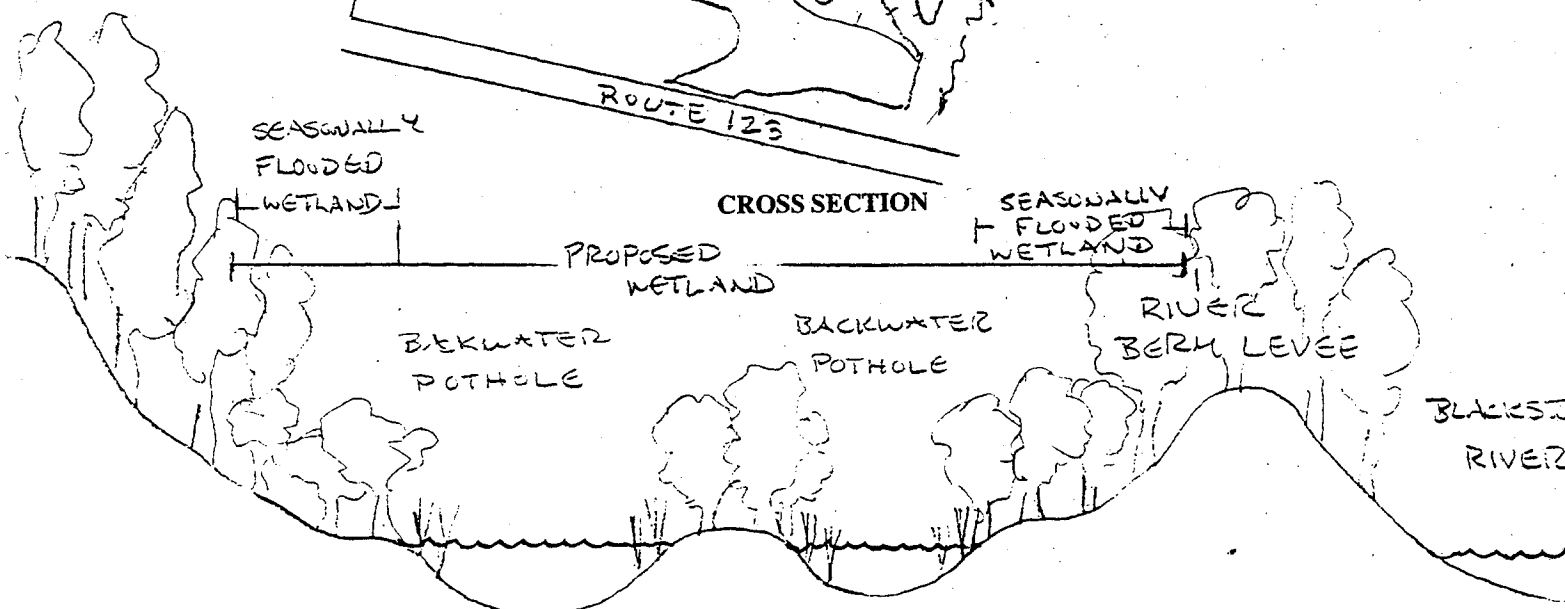 ROUTE 123
SEASONALLY
FLOODED
WETLAND
CROSS SECTION
SEASONALLY
FLOODED
WETLAND
PROPOSED
WETLAND
BACKWATER
POTHOLE
BACKWATER
POTHOLE
RIVER
BERM LEVEE
RIVER